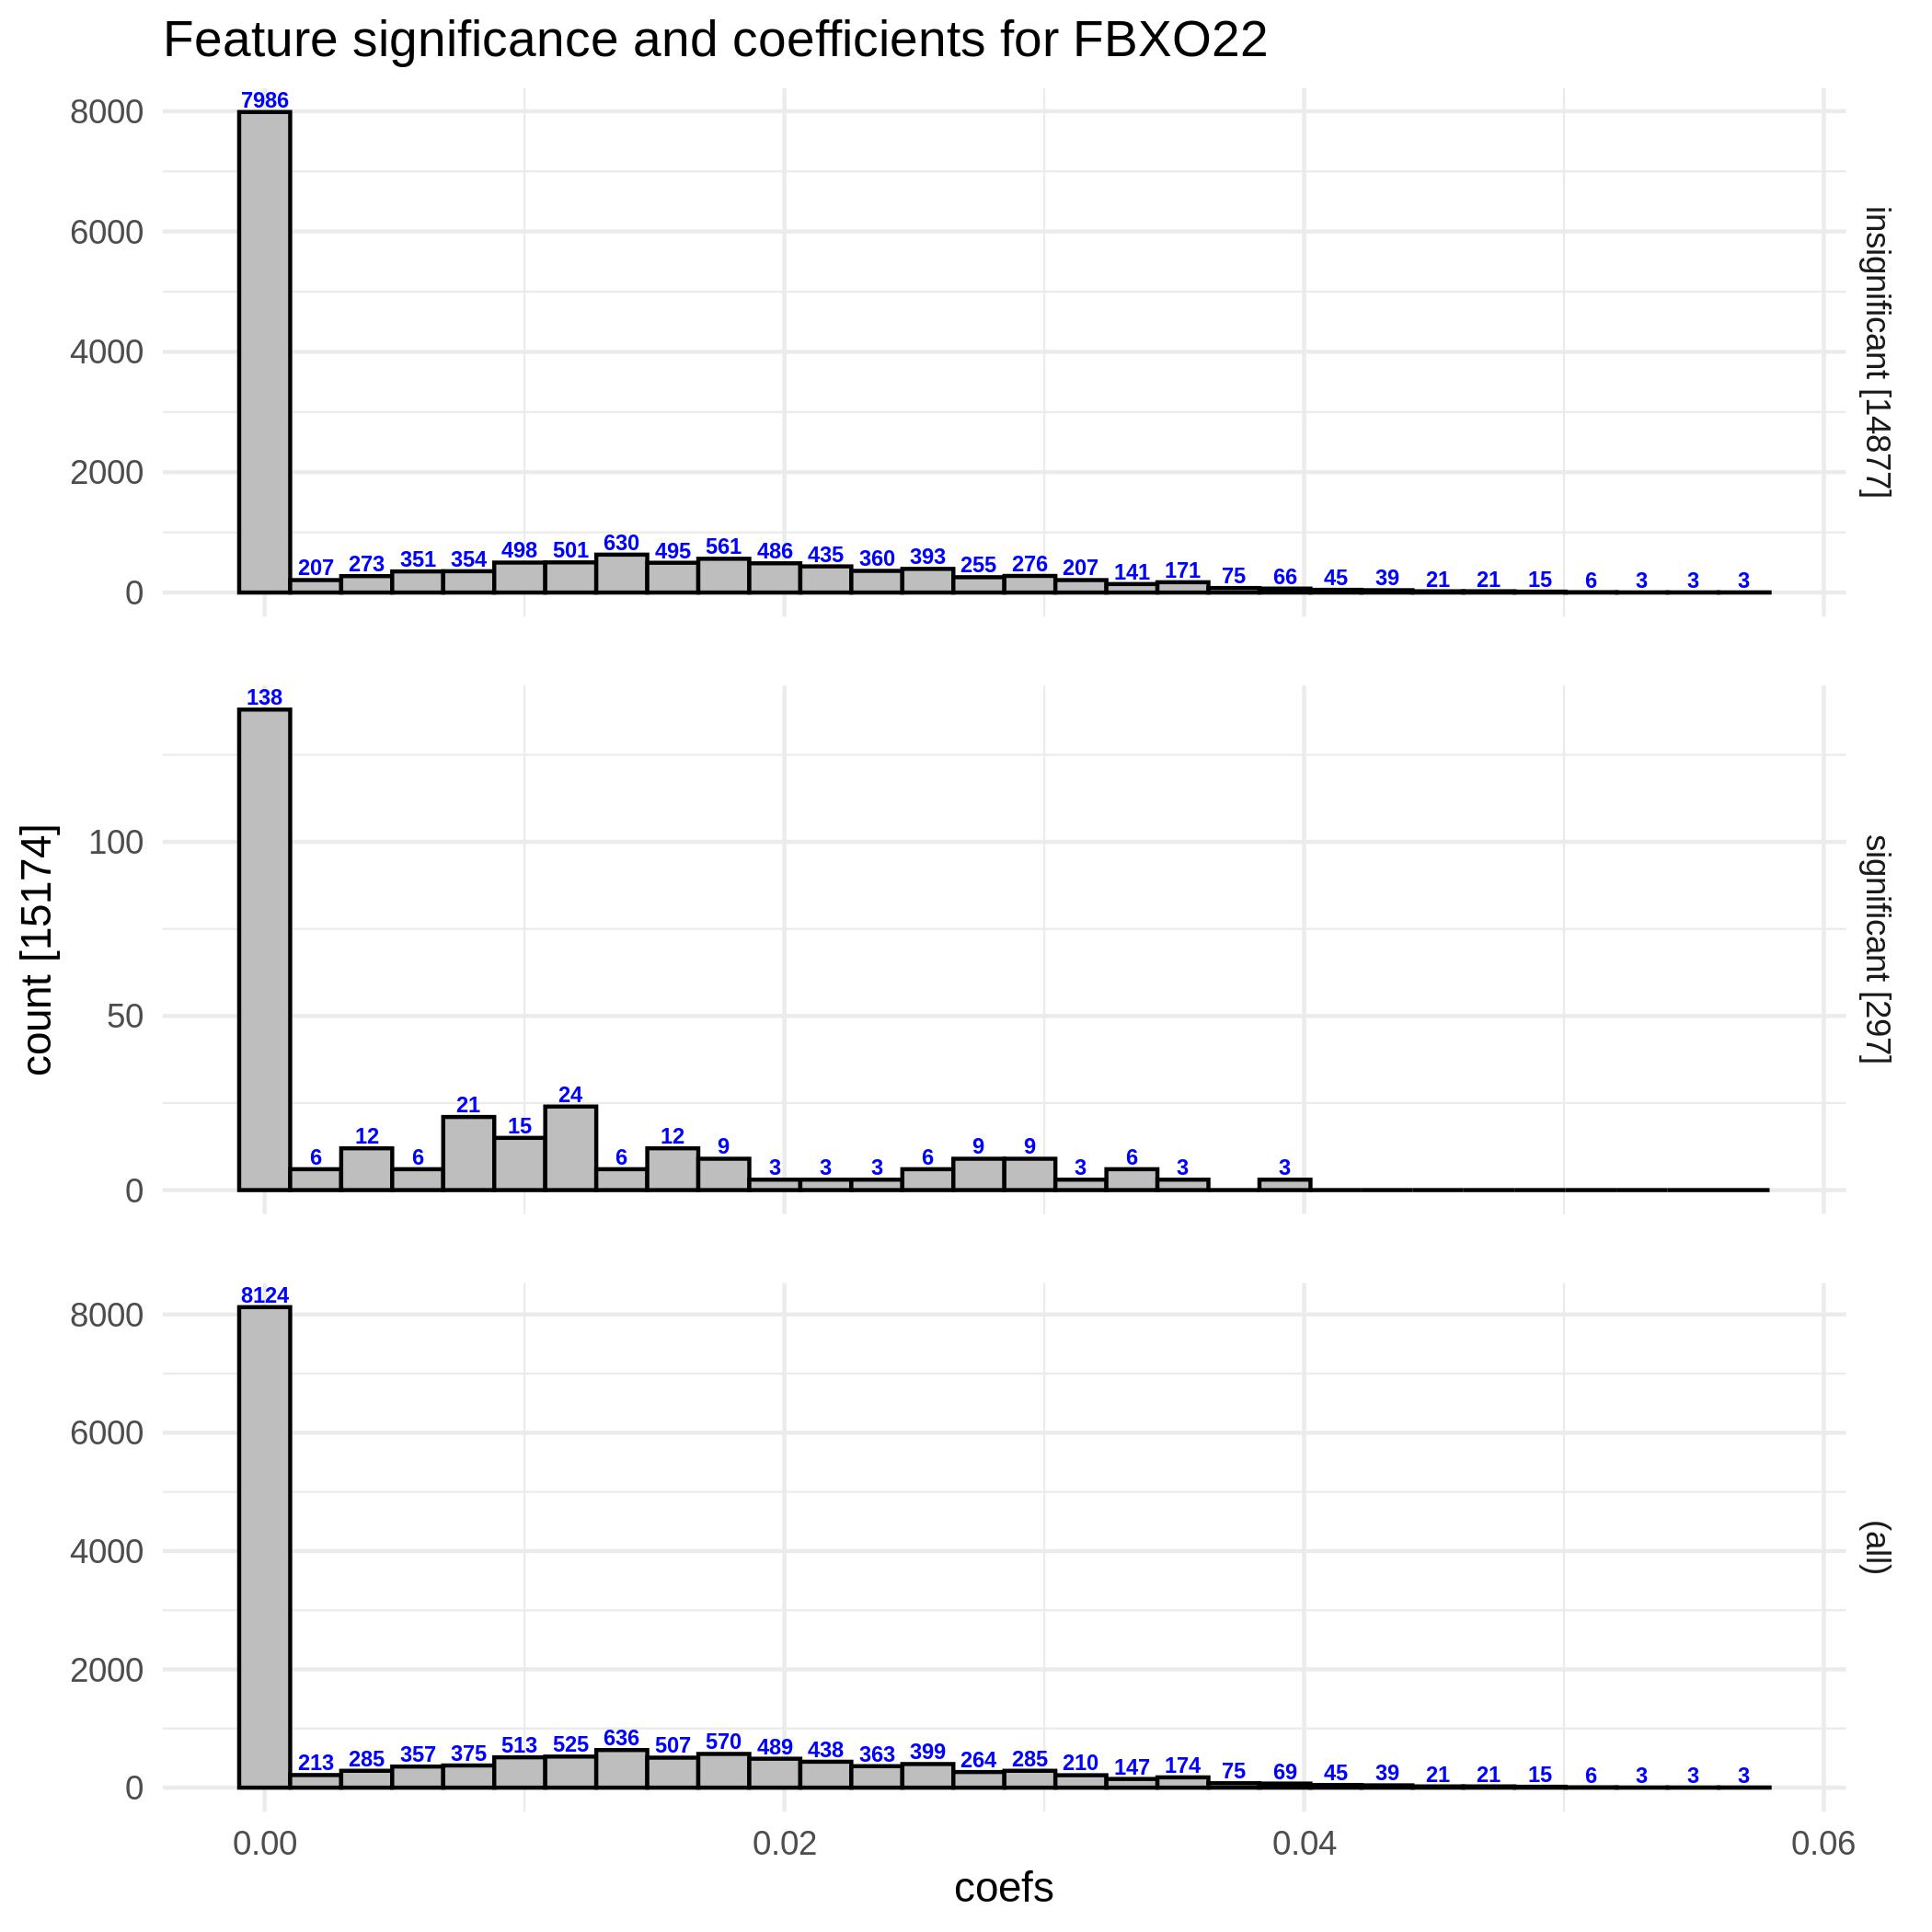 Feature significance and coefficients for FBXO22
7986
8000
6000
4000
2000
0
207 273 351 354 498 501 630 495 561 486 435 360 393 255 276 207 141 171 75 66 45 39 21 21 15 6 3 3 3
insignificant [14877]
138
100
50
0
6 12 6 21 15 24 6 12 9 3 3 3 6 9 9 3 6 3 3
significant [297]
count [15174]
8124
8000
6000
4000
2000
0
213 285 357 375 513 525 636 507 570 489 438 363 399 264 285 210 147 174 75 69 45 39 21 21 15 6 3 3 3
(all)
0.00 0.02 0.04 0.06
coefs